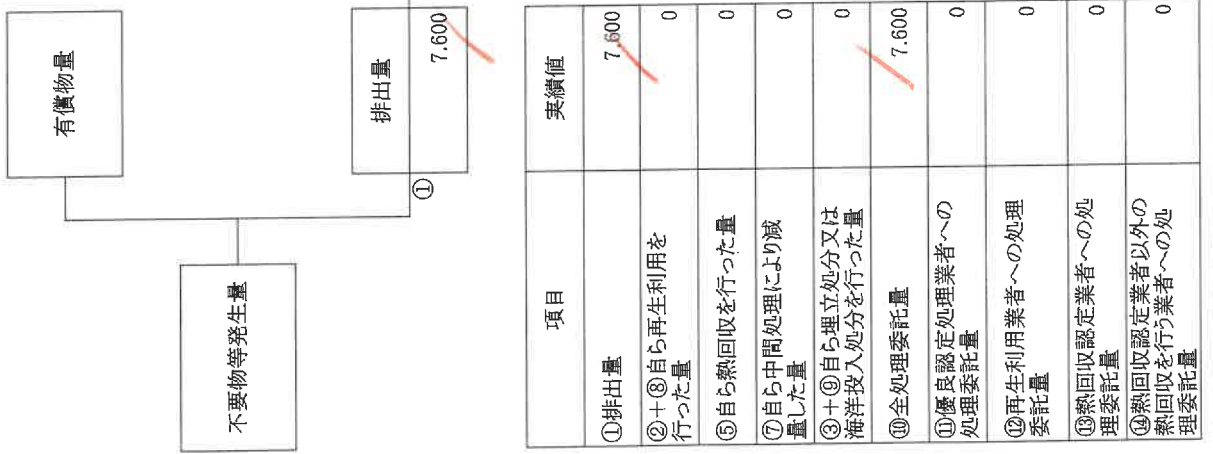 有償物量
不要物等発生量
①
排出量
7.600
項目
実績値
①排出量
7.600
②＋⑧自ら再生利用を
行った量
0
⑤自ら熱回収を行った量
0
⑦自ら中間処理により減
量した量
0
③＋⑨自ら埋立処分又は
海洋投入処分を行った量
0
⑩全処理委託量
7.600
⑪優良認定処理業者への
処理委託量
0
⑫再生利用業者への処理
委託量
0
⑬熱回収認定業者への処
理委託量
0
⑭熱回収認定業者以外の
熱回収を行う業者への処
理委託量
0